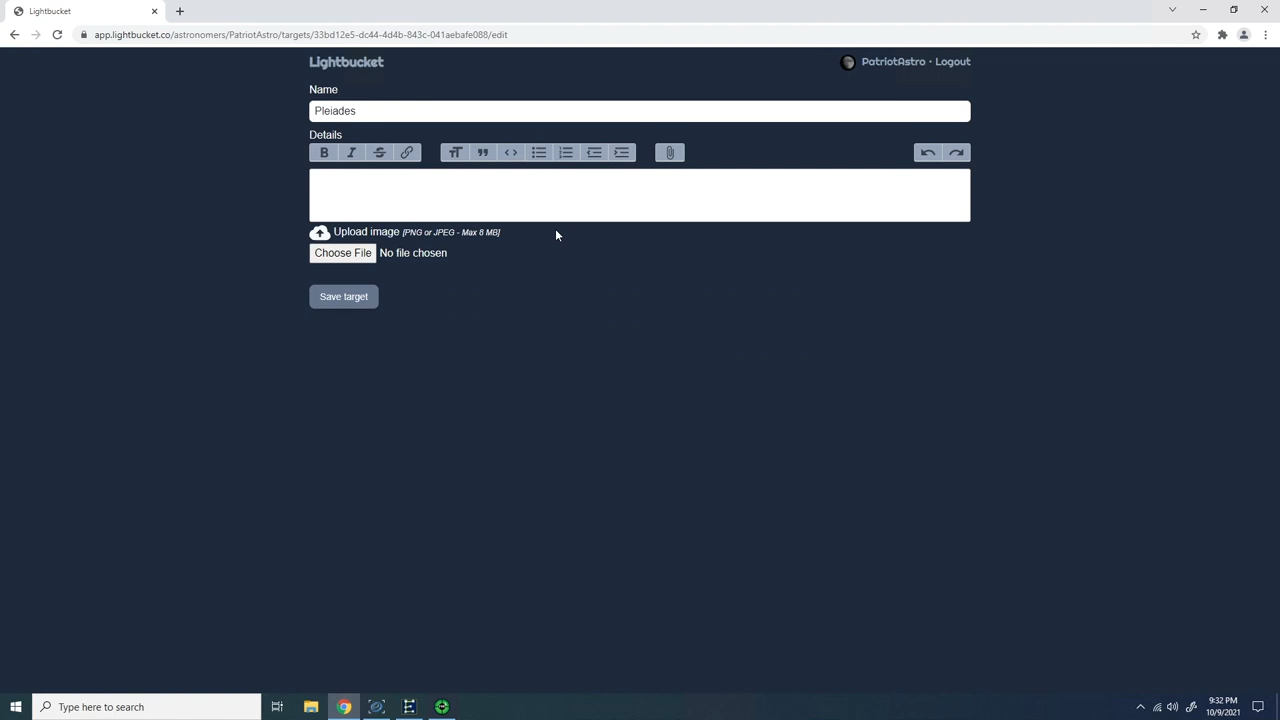 Lightbucket
app.lightbucket.co/astronomers/PatriotAstro/targets/33bd12e5-dc44-4d4b-843c-041aebafe088/edit
Lightbucket
PatriotAstro • Logout
Name
Pleiades
Details
Upload image [PNG or JPEG - Max 8 MB]
Choose File No file chosen
Save target
Type here to search
9:32 PM
10/9/2021